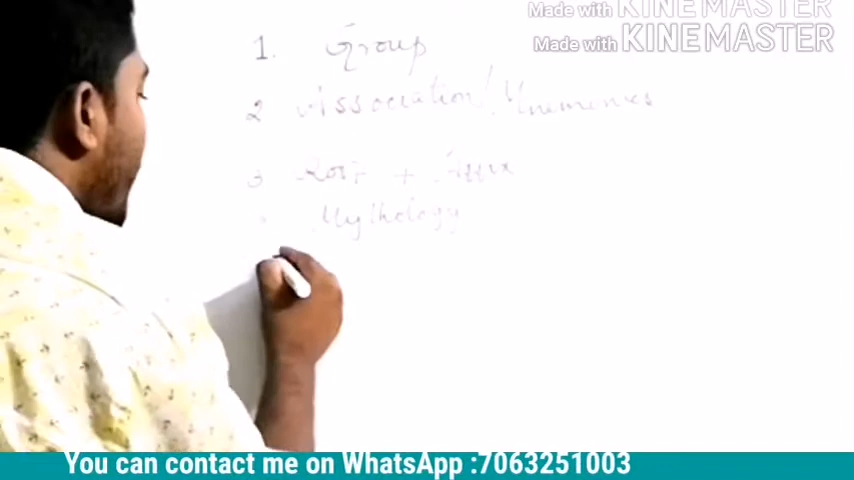 Made with KINEMASTER
Made with KINEMASTER
1. Group
2 Association/Mnemonics
3 Root + Affix
Mythology
You can contact me on WhatsApp :7063251003